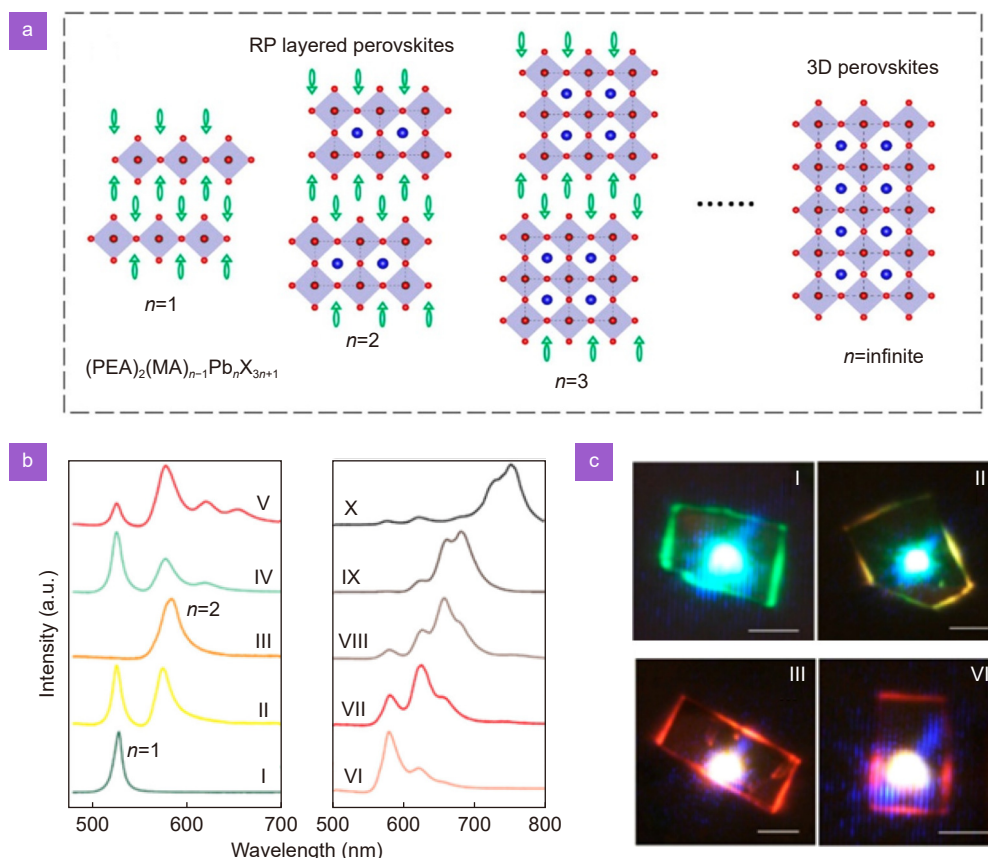 a
RP layered perovskites
3D perovskites
n=1
n=2
n=3
......
n=infinite
(PEA)₂(MA)ₙ₋₁PbₙX₃ₙ₊₁
b
c
Intensity (a.u.)
V
IV
n=2
III
II
n=1
I
500 600 700
X
IX
VIII
VII
VI
500 600 700 800
Wavelength (nm)
I
II
III
VI